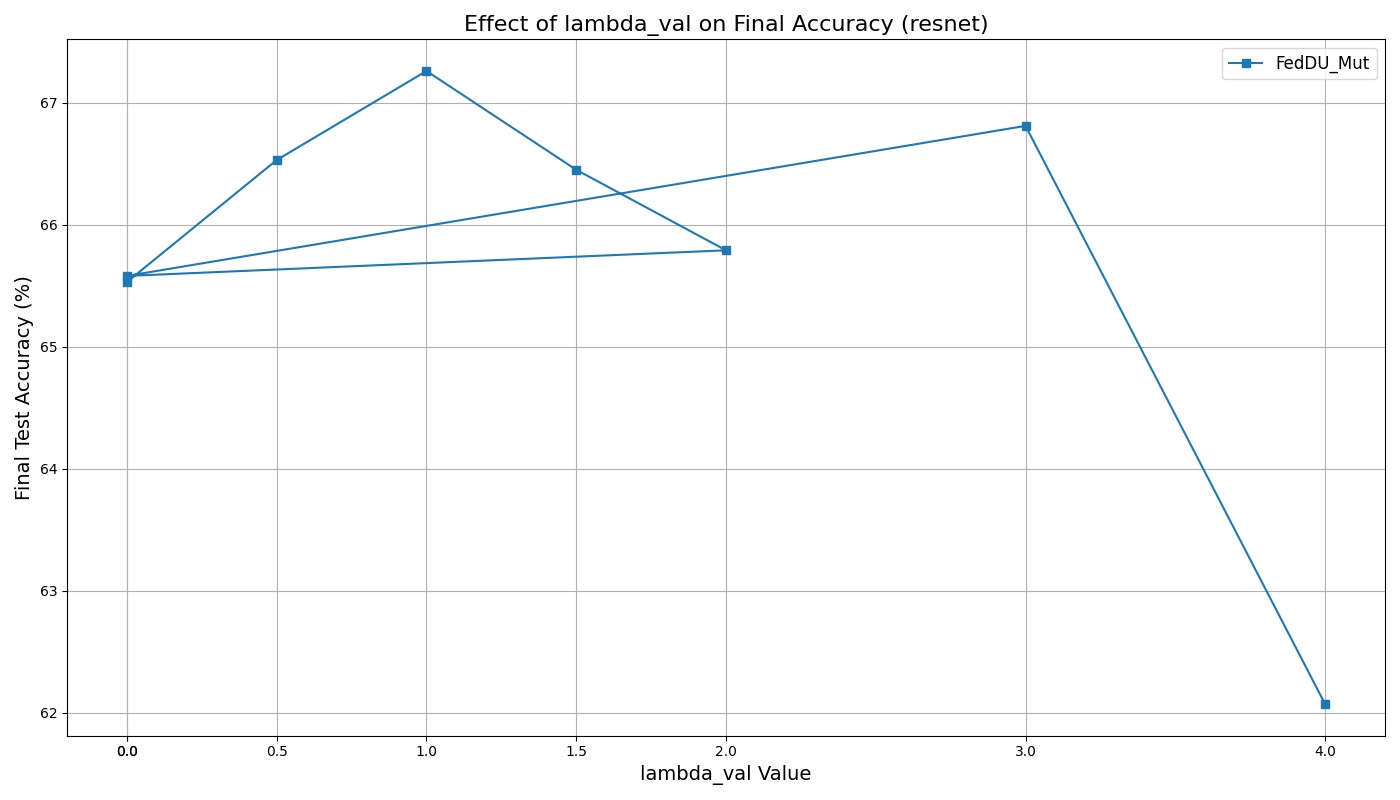 Effect of lambda_val on Final Accuracy (resnet)
FedDU_Mut
Final Test Accuracy (%)
67
66
65
64
63
62
0.0 0.0 0.5 1.0 1.5 2.0 3.0 4.0
lambda_val Value